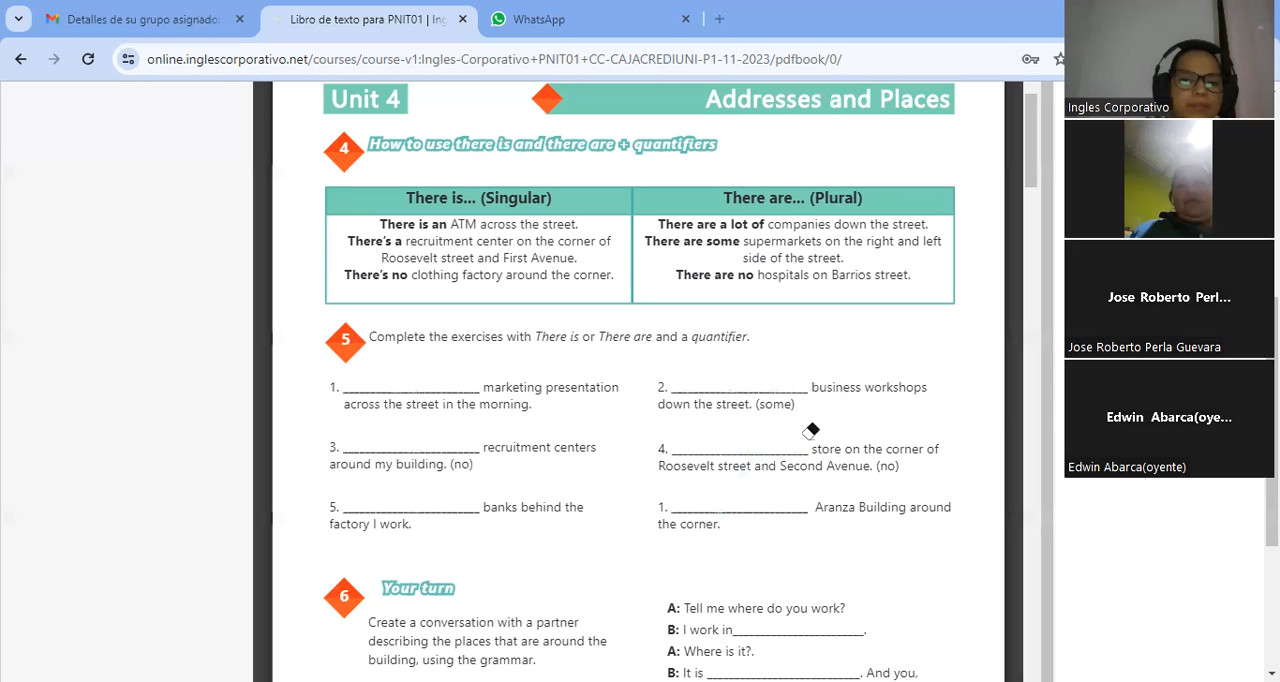 Detalles de su grupo asignado:
Libro de texto para PNIT01 | Ing
WhatsApp
online.inglescorporativo.net/courses/course-v1:Ingles-Corporativo+PNIT01+CC-CAJACREDIUNI-P1-11-2023/pdfbook/0/
Unit 4
Addresses and Places
4 How to use there is and there are + quantifiers
There is... (Singular)
There are... (Plural)
There is an ATM across the street.
There's a recruitment center on the corner of
Roosevelt street and First Avenue.
There's no clothing factory around the corner.
There are a lot of companies down the street.
There are some supermarkets on the right and left
side of the street.
There are no hospitals on Barrios street.
5 Complete the exercises with There is or There are and a quantifier.
1. ________________________ marketing presentation
across the street in the morning.
2. ________________________ business workshops
down the street. (some)
3. ________________________ recruitment centers
around my building. (no)
4. ________________________ store on the corner of
Roosevelt street and Second Avenue. (no)
5. ________________________ banks behind the
factory I work.
1. ________________________ Aranza Building around
the corner.
6 Your turn
Create a conversation with a partner
describing the places that are around the
building, using the grammar.
A: Tell me where do you work?
B: I work in________________________.
A: Where is it?.
B: It is ___________________________. And you,
Ingles Corporativo
Jose Roberto Perl...
Jose Roberto Perla Guevara
Edwin Abarca(oye...
Edwin Abarca(oyente)